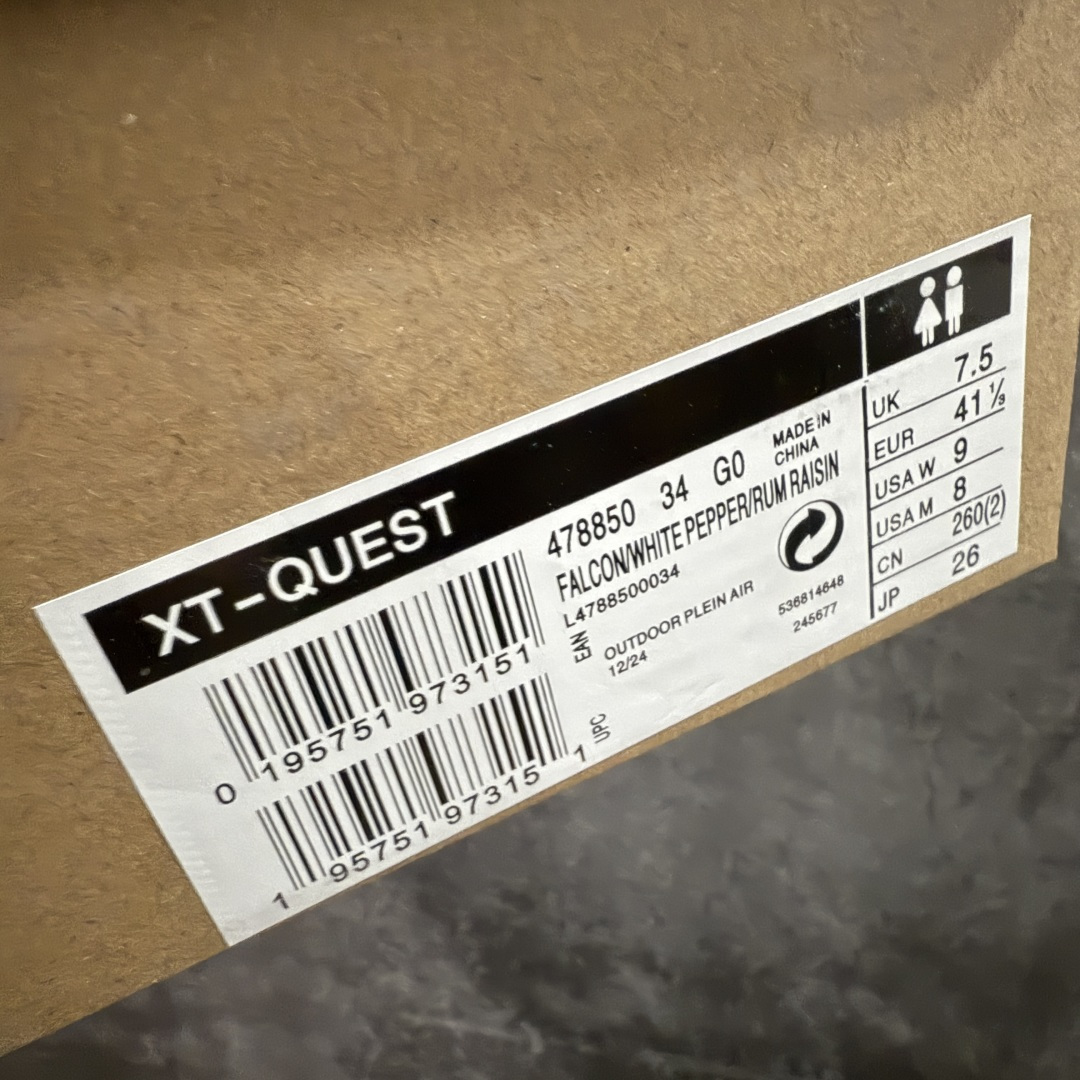 XT-QUEST
0 195751 973151
1 95751 97315 1
EAN
UPC
478850 34 G0
MADE IN
CHINA
FALCON/WHITE PEPPER/RUM RAISIN
L4788500034
OUTDOOR PLEIN AIR
12/24
536814648
245677
UK 7.5
EUR 41 ⅓
USA W 9
USA M 8
CN 260(2)
JP 26